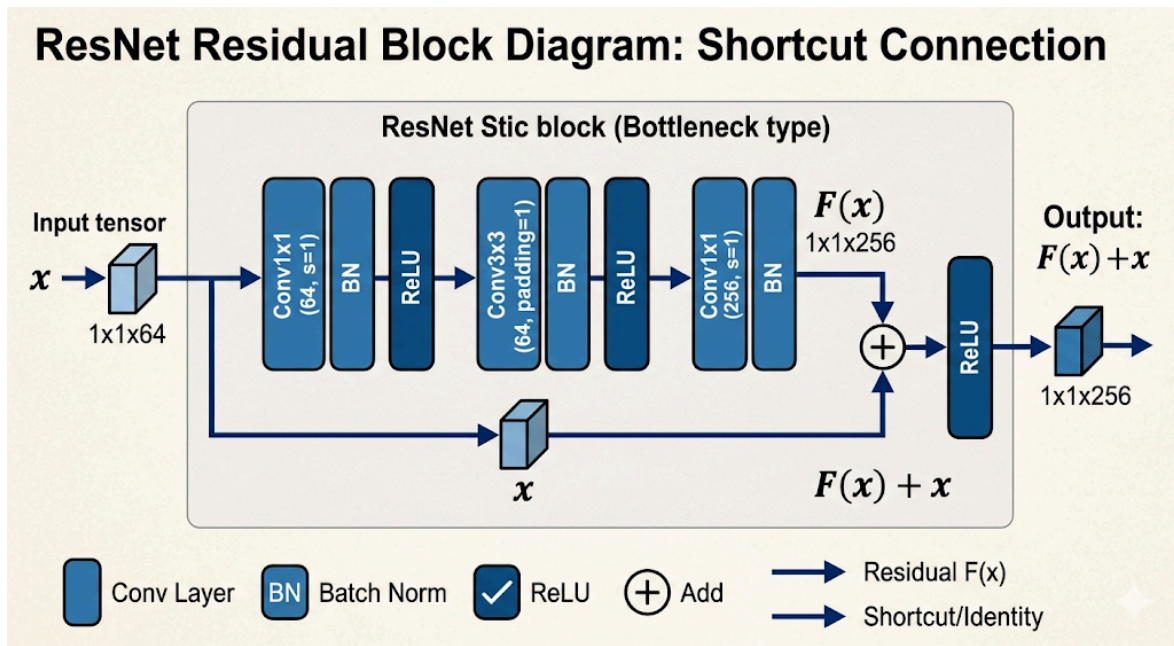 ResNet Residual Block Diagram: Shortcut Connection
ResNet Stic block (Bottleneck type)
Input tensor
x
1x1x64
Conv1x1
(64, s=1)
BN
ReLU
Conv3x3
(64, padding=1)
BN
ReLU
Conv1x1
(256, s=1)
BN
F(x)
1x1x256
+
x
F(x) + x
ReLU
Output:
F(x)+x
1x1x256
Conv Layer
BN Batch Norm
ReLU
+ Add
Residual F(x)
Shortcut/Identity